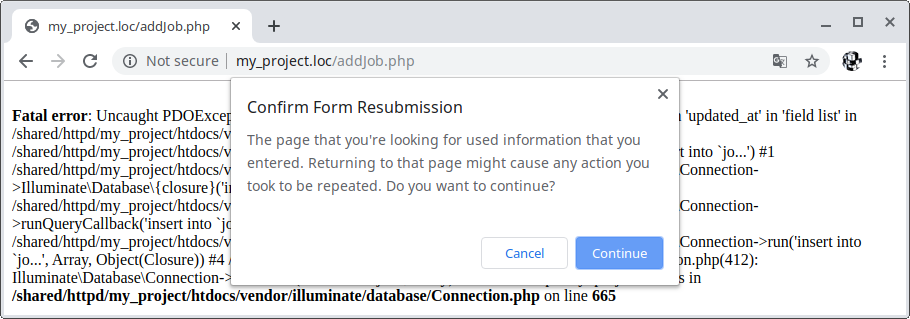 my_project.loc/addJob.php
Not secure my_project.loc/addJob.php
Confirm Form Resubmission
The page that you're looking for used information that you
entered. Returning to that page might cause any action you
took to be repeated. Do you want to continue?
Cancel Continue
Fatal error: Uncaught 'updated_at' in 'field list' in
/shared/httpd/my_project/htdocs/
/shared/httpd/my_project/htdocs/ into `jo...') #1
/shared/httpd/my_project/htdocs/ Connection-
>Illuminate\Database\{closure}('
/shared/httpd/my_project/htdocs/ Connection-
>runQueryCallback('insert into `jo
/shared/httpd/my_project/htdocs/ Connection->run('insert into
`jo...', Array, Object(Closure)) #4 / .php(412):
Illuminate\Database\Connection-> in
/shared/httpd/my_project/htdocs/vendor/illuminate/database/Connection.php on line 665